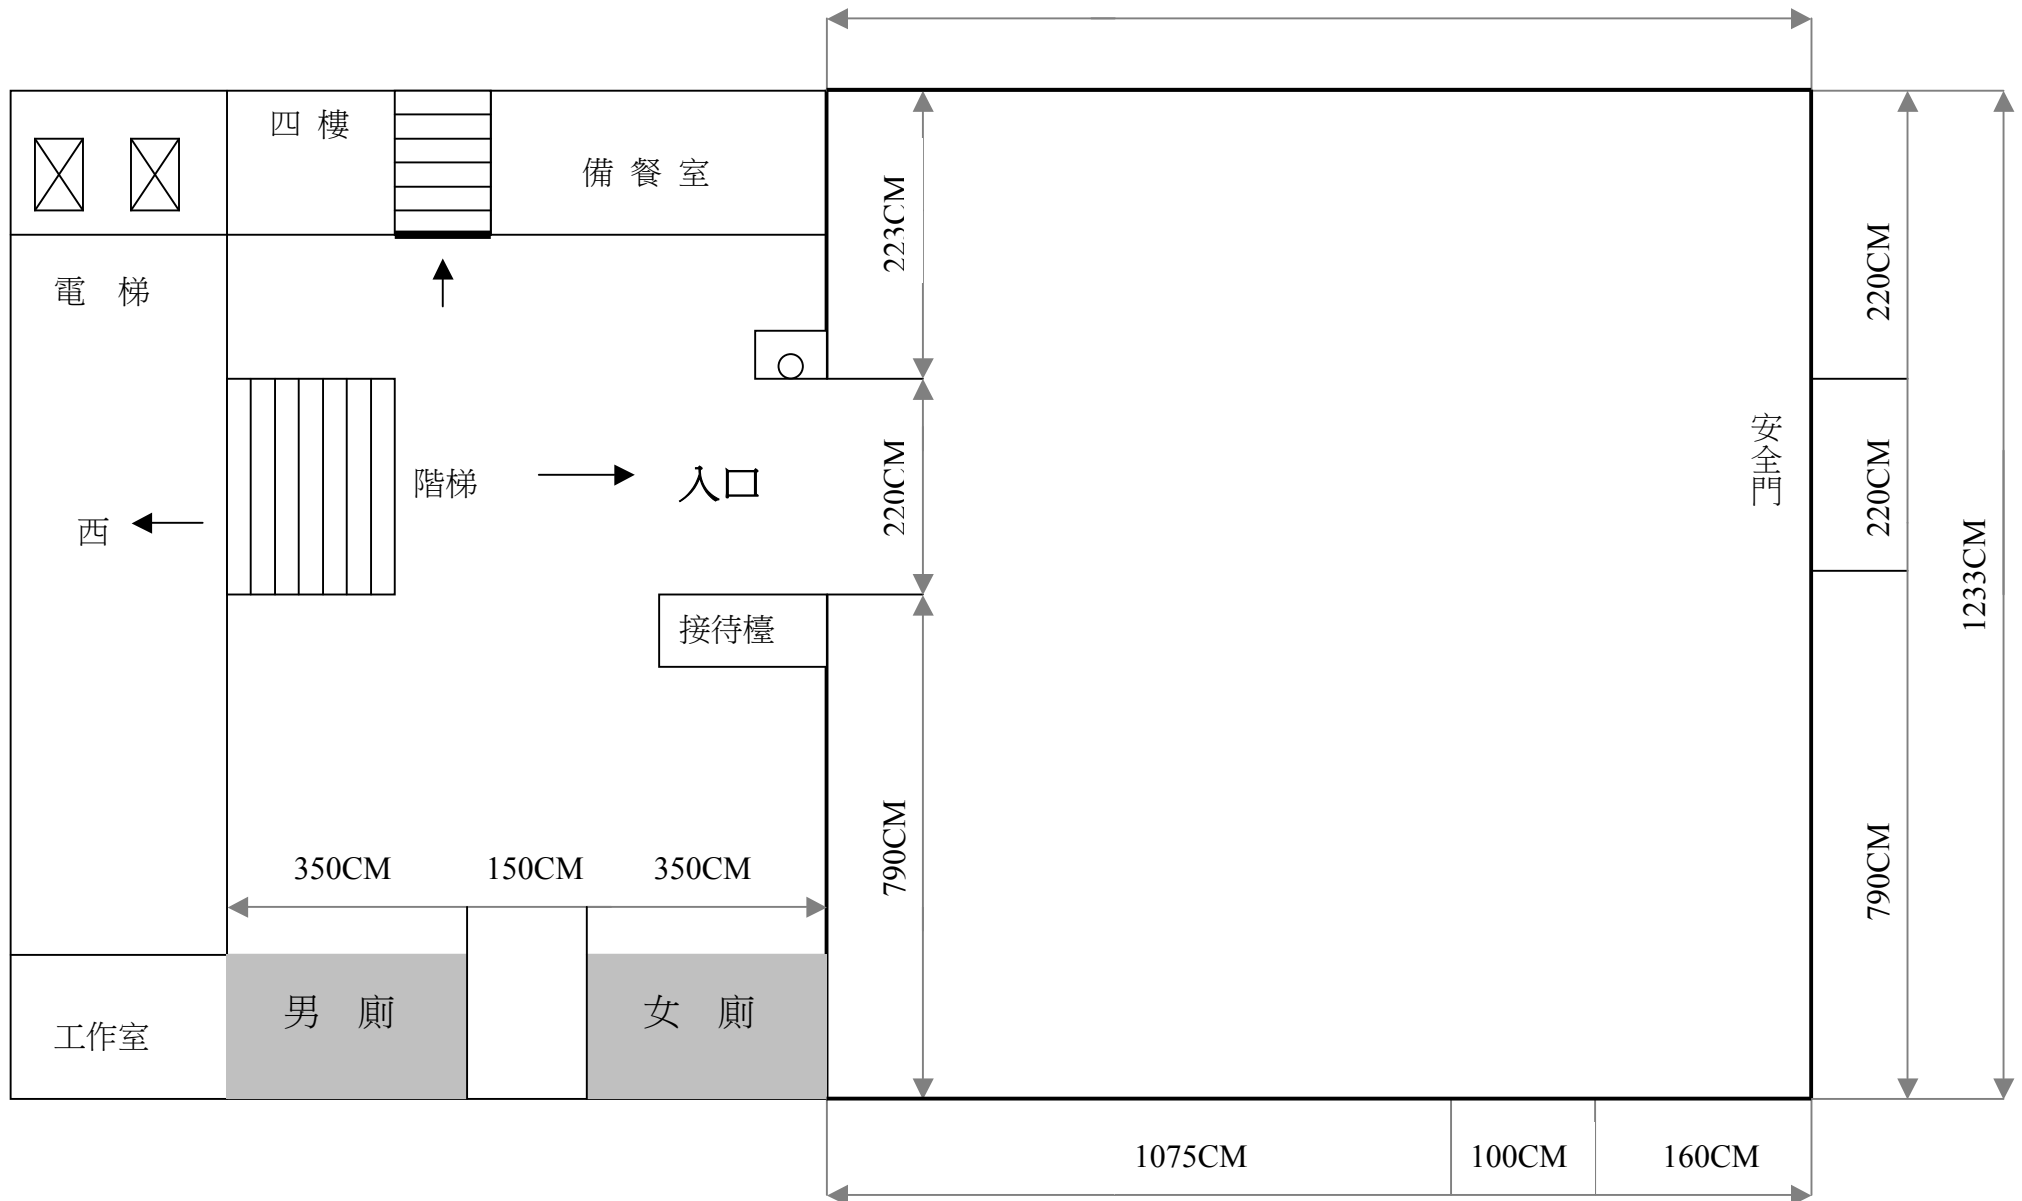 四 樓
備 餐 室
電 梯
223CM
220CM
安全門
階梯
入口
220CM
220CM
西
1233CM
接待檯
350CM
150CM
350CM
790CM
790CM
男 廁
女 廁
工作室
1075CM
100CM
160CM